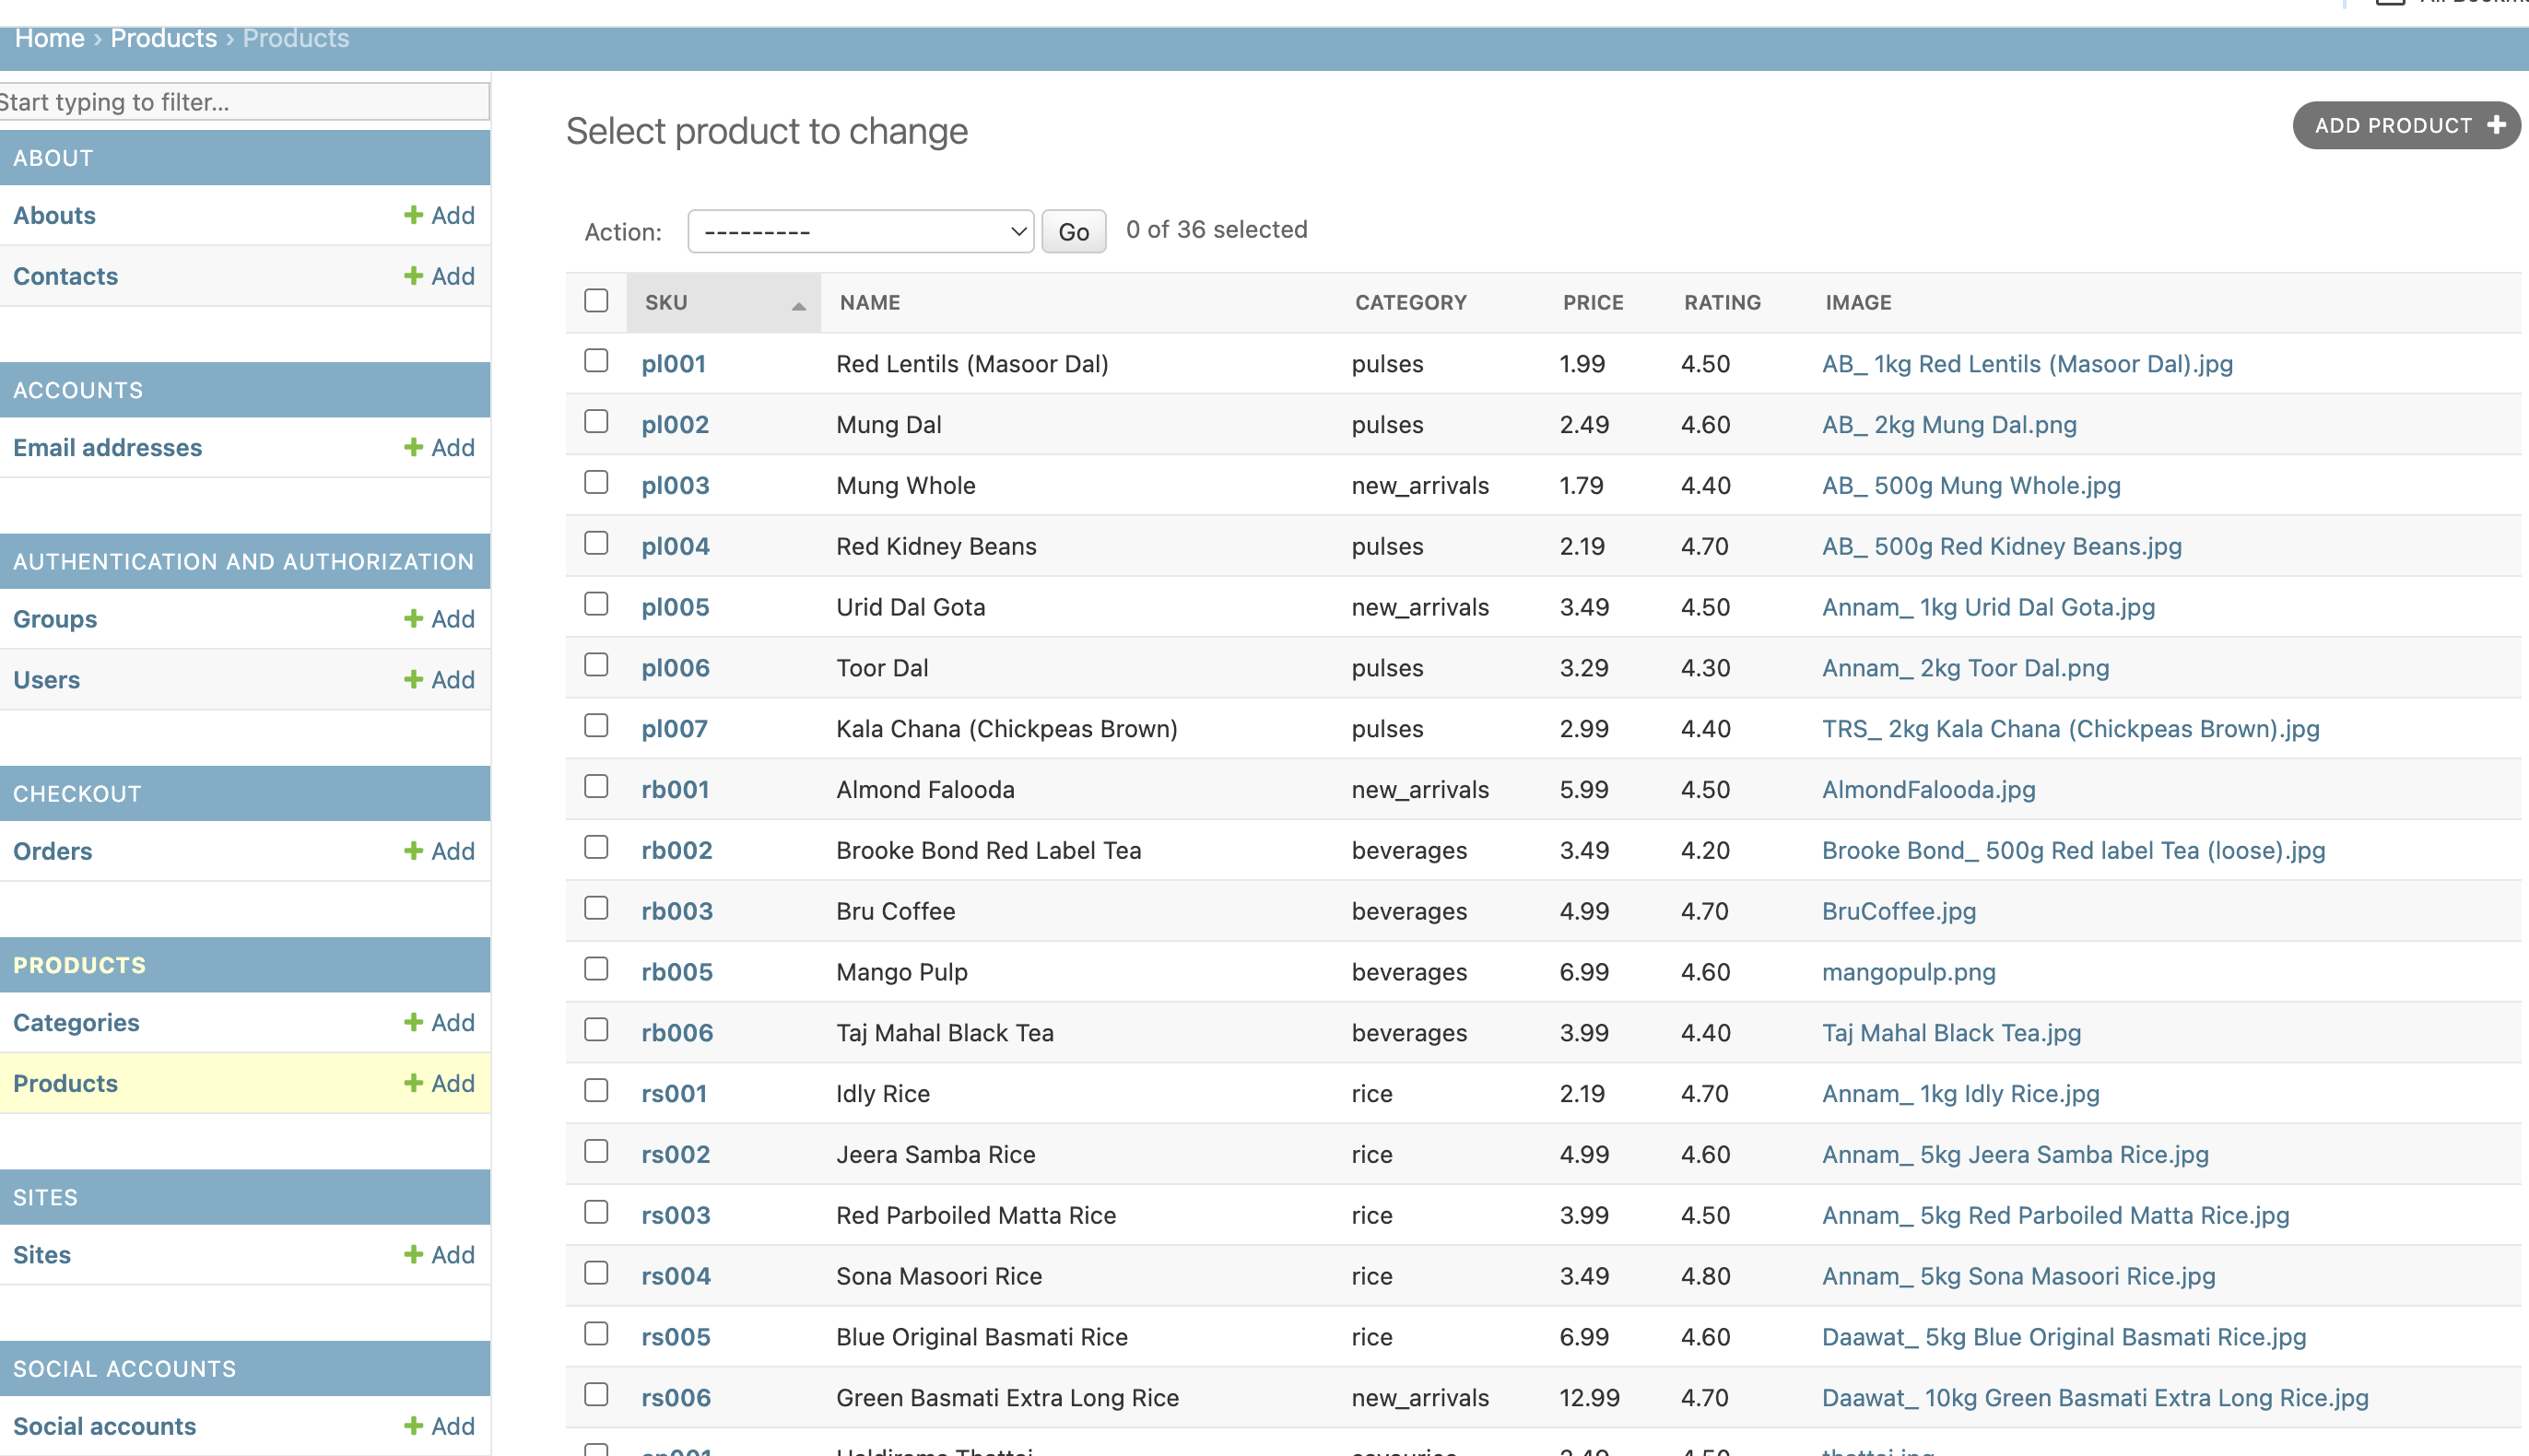 Home › Products › Products
Start typing to filter...
ABOUT
Abouts + Add
Contacts + Add
ACCOUNTS
Email addresses + Add
AUTHENTICATION AND AUTHORIZATION
Groups + Add
Users + Add
CHECKOUT
Orders + Add
PRODUCTS
Categories + Add
Products + Add
SITES
Sites + Add
SOCIAL ACCOUNTS
Social accounts + Add
Select product to change
ADD PRODUCT +
Action: --------- Go 0 of 36 selected
SKU NAME CATEGORY PRICE RATING IMAGE
pl001 Red Lentils (Masoor Dal) pulses 1.99 4.50 AB_ 1kg Red Lentils (Masoor Dal).jpg
pl002 Mung Dal pulses 2.49 4.60 AB_ 2kg Mung Dal.png
pl003 Mung Whole new_arrivals 1.79 4.40 AB_ 500g Mung Whole.jpg
pl004 Red Kidney Beans pulses 2.19 4.70 AB_ 500g Red Kidney Beans.jpg
pl005 Urid Dal Gota new_arrivals 3.49 4.50 Annam_ 1kg Urid Dal Gota.jpg
pl006 Toor Dal pulses 3.29 4.30 Annam_ 2kg Toor Dal.png
pl007 Kala Chana (Chickpeas Brown) pulses 2.99 4.40 TRS_ 2kg Kala Chana (Chickpeas Brown).jpg
rb001 Almond Falooda new_arrivals 5.99 4.50 AlmondFalooda.jpg
rb002 Brooke Bond Red Label Tea beverages 3.49 4.20 Brooke Bond_ 500g Red label Tea (loose).jpg
rb003 Bru Coffee beverages 4.99 4.70 BruCoffee.jpg
rb005 Mango Pulp beverages 6.99 4.60 mangopulp.png
rb006 Taj Mahal Black Tea beverages 3.99 4.40 Taj Mahal Black Tea.jpg
rs001 Idly Rice rice 2.19 4.70 Annam_ 1kg Idly Rice.jpg
rs002 Jeera Samba Rice rice 4.99 4.60 Annam_ 5kg Jeera Samba Rice.jpg
rs003 Red Parboiled Matta Rice rice 3.99 4.50 Annam_ 5kg Red Parboiled Matta Rice.jpg
rs004 Sona Masoori Rice rice 3.49 4.80 Annam_ 5kg Sona Masoori Rice.jpg
rs005 Blue Original Basmati Rice rice 6.99 4.60 Daawat_ 5kg Blue Original Basmati Rice.jpg
rs006 Green Basmati Extra Long Rice new_arrivals 12.99 4.70 Daawat_ 10kg Green Basmati Extra Long Rice.jpg